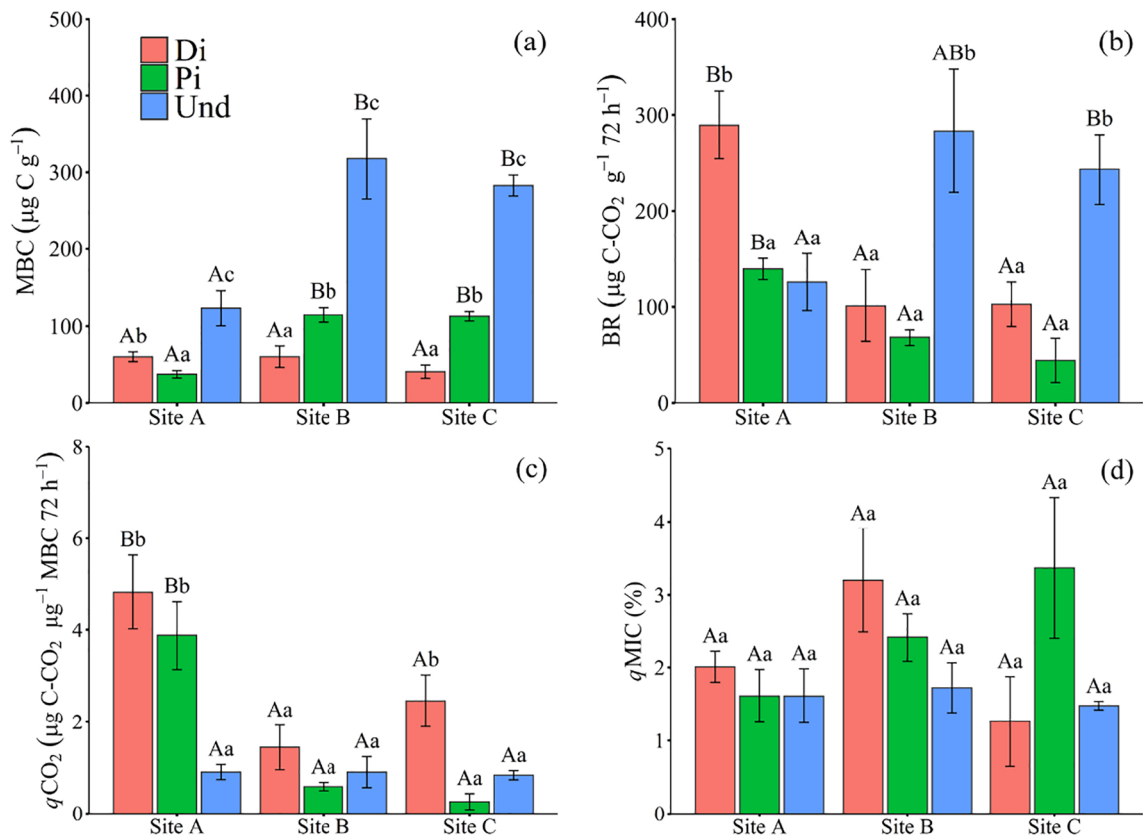 (a)
Di
Pi
Und
MBC (µg C g⁻¹)
500
400
300
200
100
0
Ab
Aa
Ac
Aa
Bb
Bc
Aa
Bb
Bc
Site A
Site B
Site C
(b)
BR (µg C-CO₂ g⁻¹ 72 h⁻¹)
400
300
200
100
0
Bb
Ba
Aa
Aa
Aa
ABb
Aa
Aa
Bb
Site A
Site B
Site C
(c)
qCO₂ (µg C-CO₂ µg⁻¹ MBC 72 h⁻¹)
8
6
4
2
0
Bb
Bb
Aa
Aa
Aa
Aa
Ab
Aa
Aa
Site A
Site B
Site C
(d)
qMIC (%)
5
4
3
2
1
0
Aa
Aa
Aa
Aa
Aa
Aa
Aa
Aa
Aa
Site A
Site B
Site C